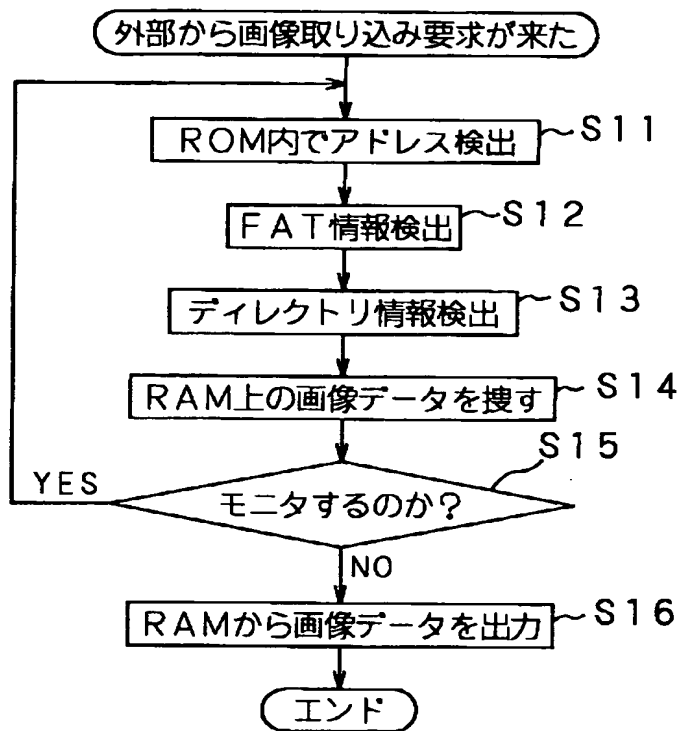 外部から画像取り込み要求が来た
ROM内でアドレス検出
S11
FAT情報検出
S12
ディレクトリ情報検出
S13
RAM上の画像データを捜す
S14
S15
YES
モニタするのか?
NO
RAMから画像データを出力
S16
エンド